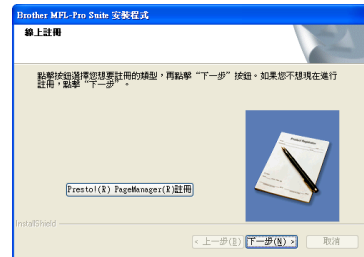 Brother MFL-Pro Suite 安裝程式
線上註冊
點擊按鈕選擇您想要註冊的類型，再點擊“下一步”按鈕。如果您不想現在進行
註冊，點擊“下一步”。
Presto!(R) PageManager(R)註冊
InstallShield
< 上一步(B) 下一步(N) > 取消